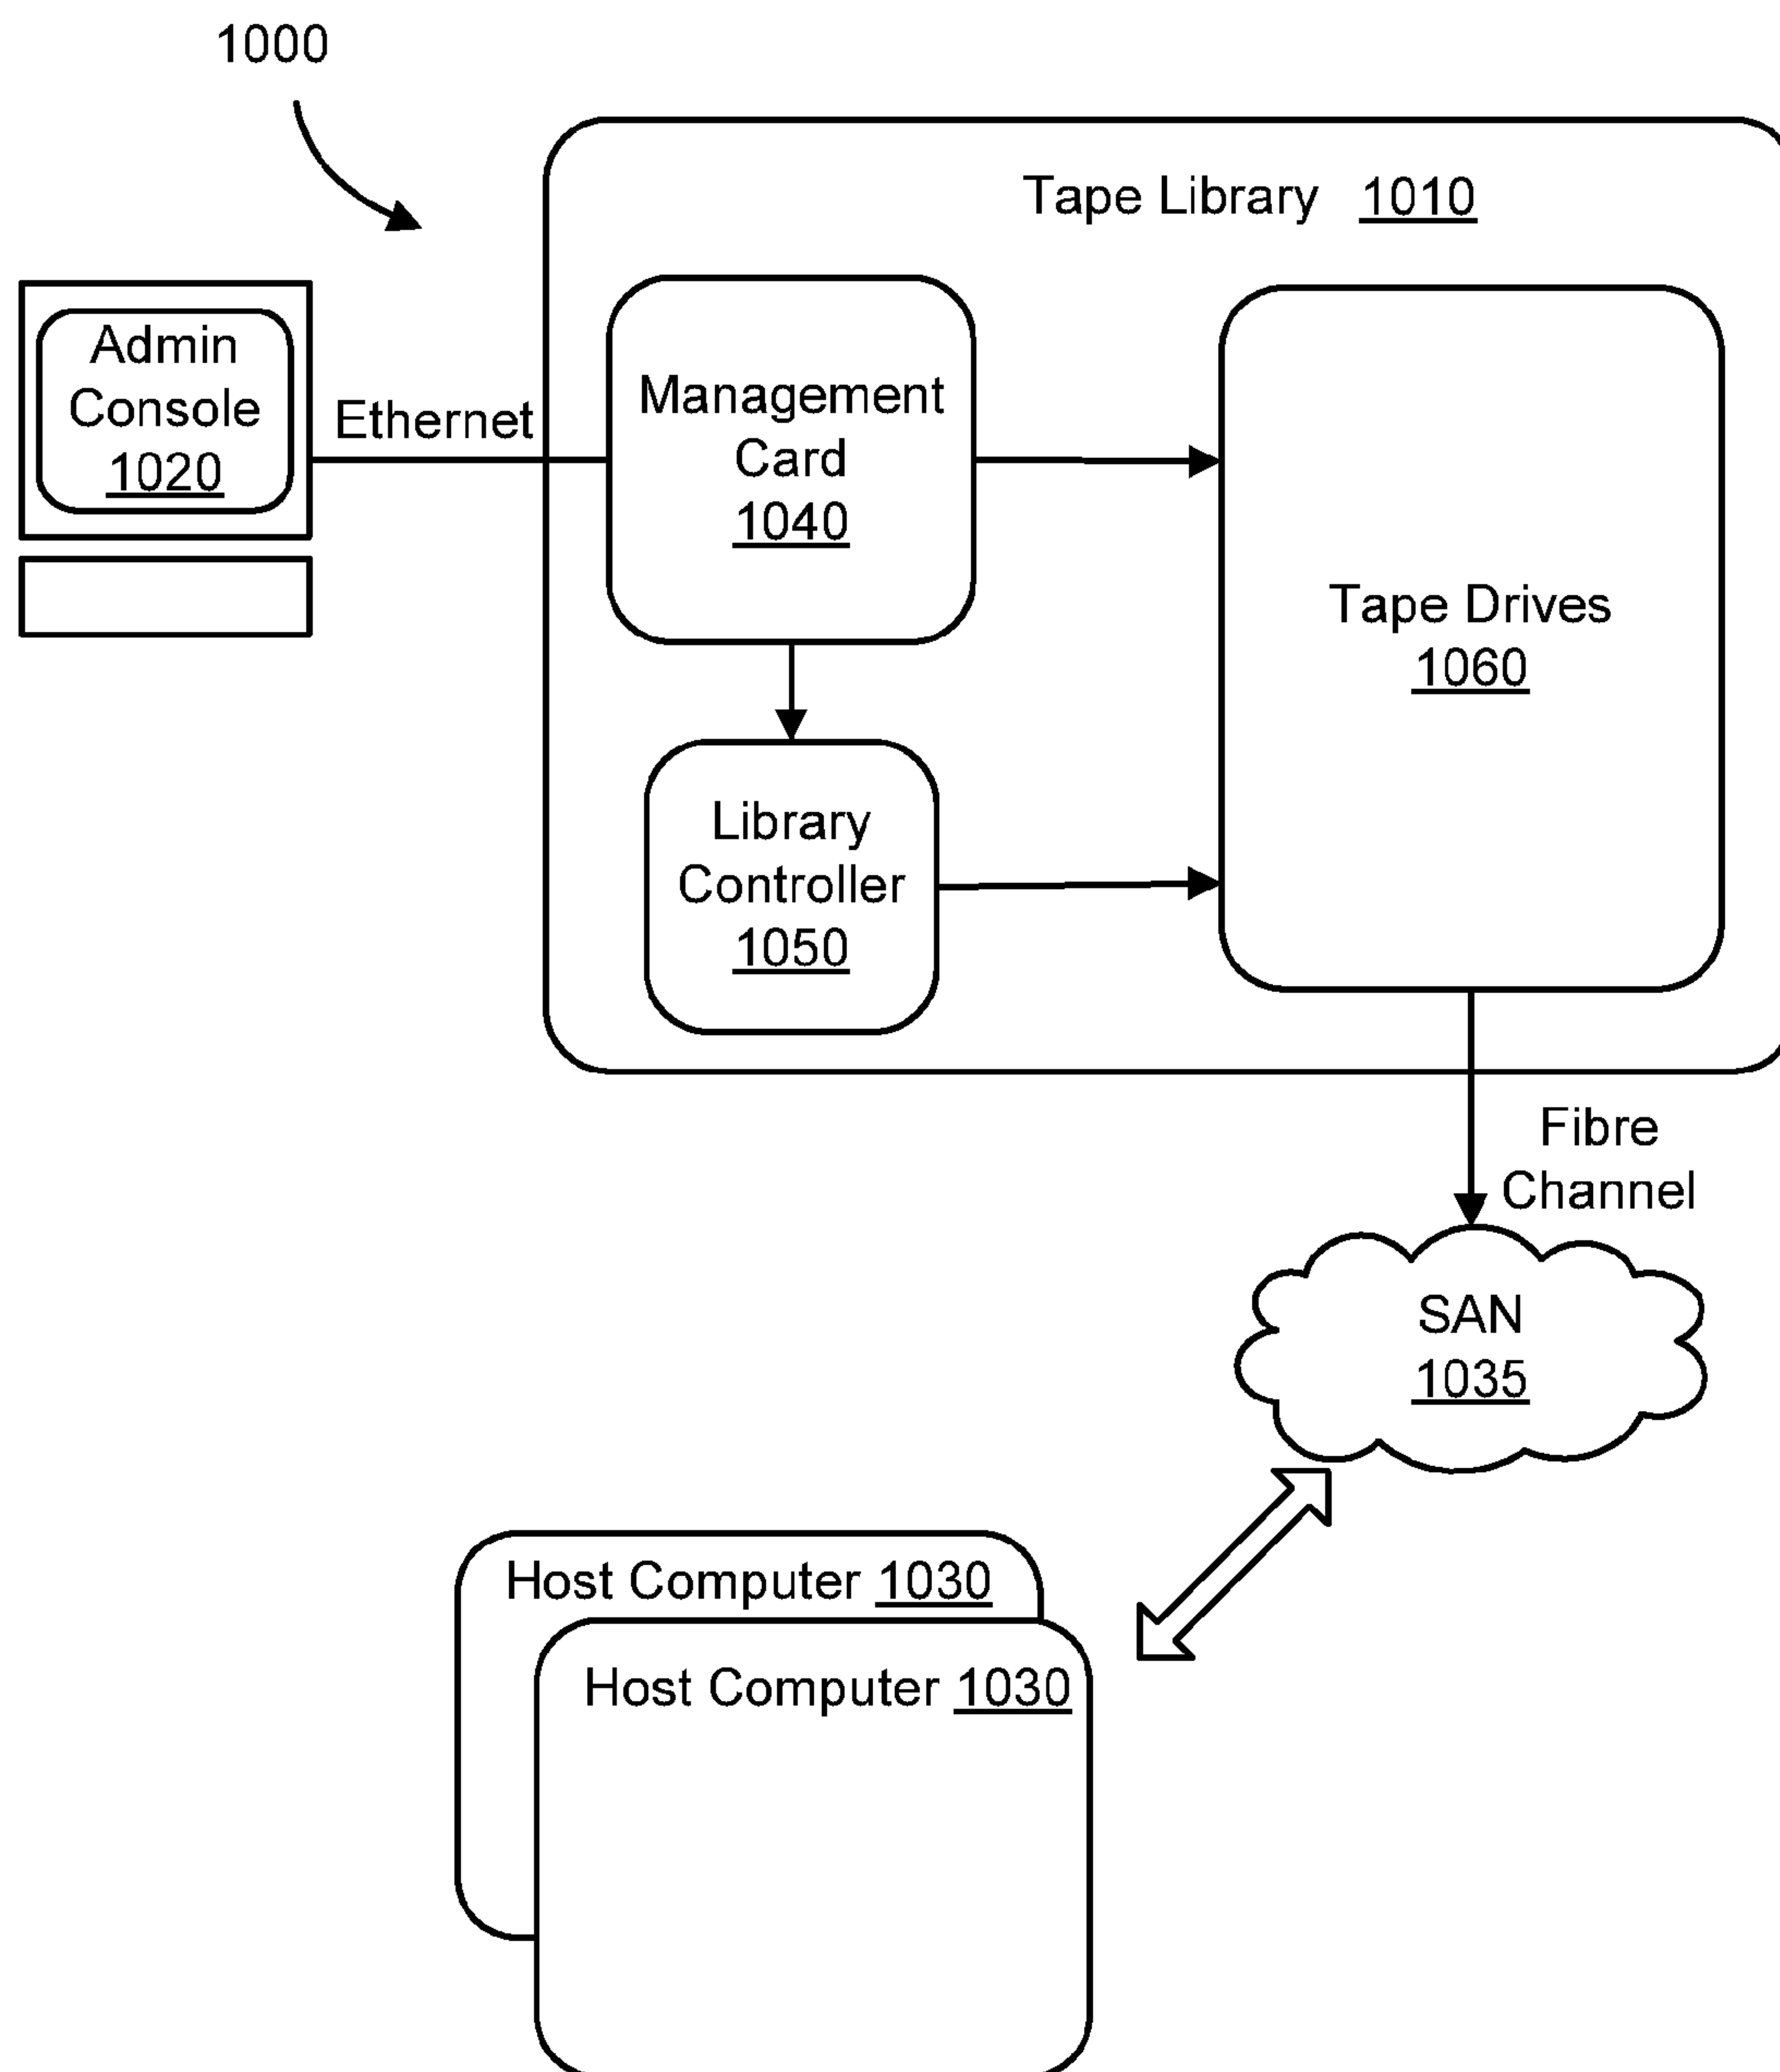 1000
Tape Library 1010
Admin
Console
1020
Ethernet
Management
Card
1040
Tape Drives
1060
Library
Controller
1050
Fibre
Channel
SAN
1035
Host Computer 1030
Host Computer 1030